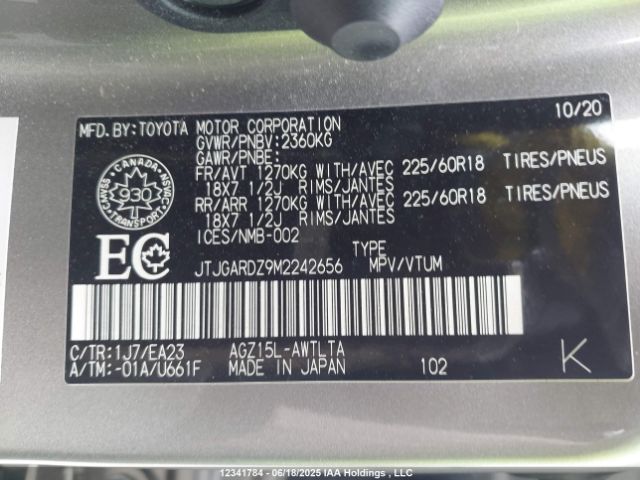 10/20
MFD.BY:TOYOTA MOTOR CORPORATION
GVWR/PNBV:2360KG
GAWR/PNBE:
FR/AVT 1270KG WITH/AVEC 225/60R18 TIRES/PNEUS
18X7 1/2J RIMS/JANTES
RR/ARR 1270KG WITH/AVEC 225/60R18 TIRES/PNEUS
18X7 1/2J RIMS/JANTES
ICES/NMB-002
CANADA
930
TRANSPORT
EC
TYPE
JTJGARDZ9M2242656 MPV/VTUM
C/TR:1J7/EA23 AGZ15L-AWTLTA
A/TM:-01A/U661F MADE IN JAPAN 102 K
12341784 - 06/18/2025 IAA Holdings , LLC